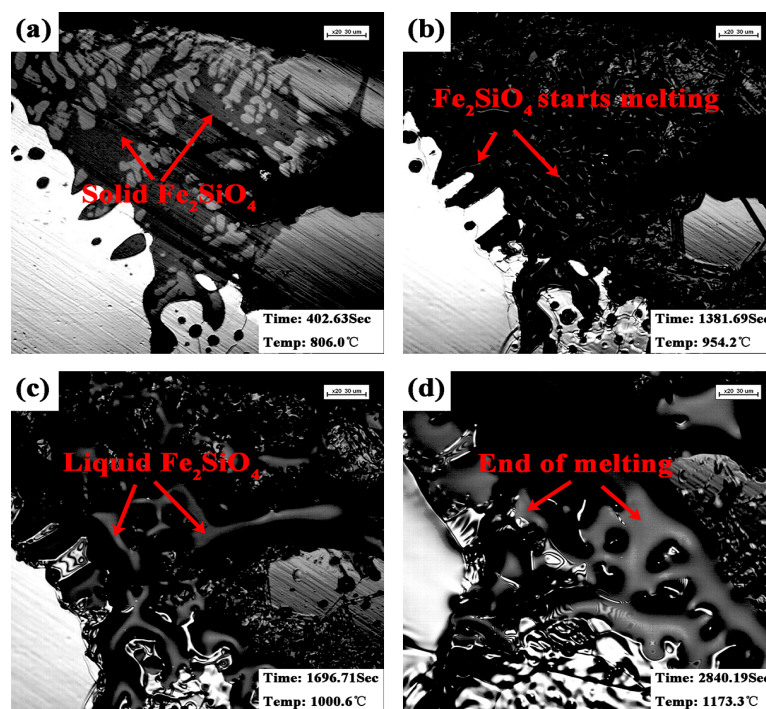 (a)
x20 30 um
Solid Fe₂SiO₄
Time: 402.63Sec
Temp: 806.0℃
(b)
x20 30 um
Fe₂SiO₄ starts melting
Time: 1381.69Sec
Temp: 954.2℃
(c)
x20 30 um
Liquid Fe₂SiO₄
Time: 1696.71Sec
Temp: 1000.6℃
(d)
x20 30 um
End of melting
Time: 2840.19Sec
Temp: 1173.3℃